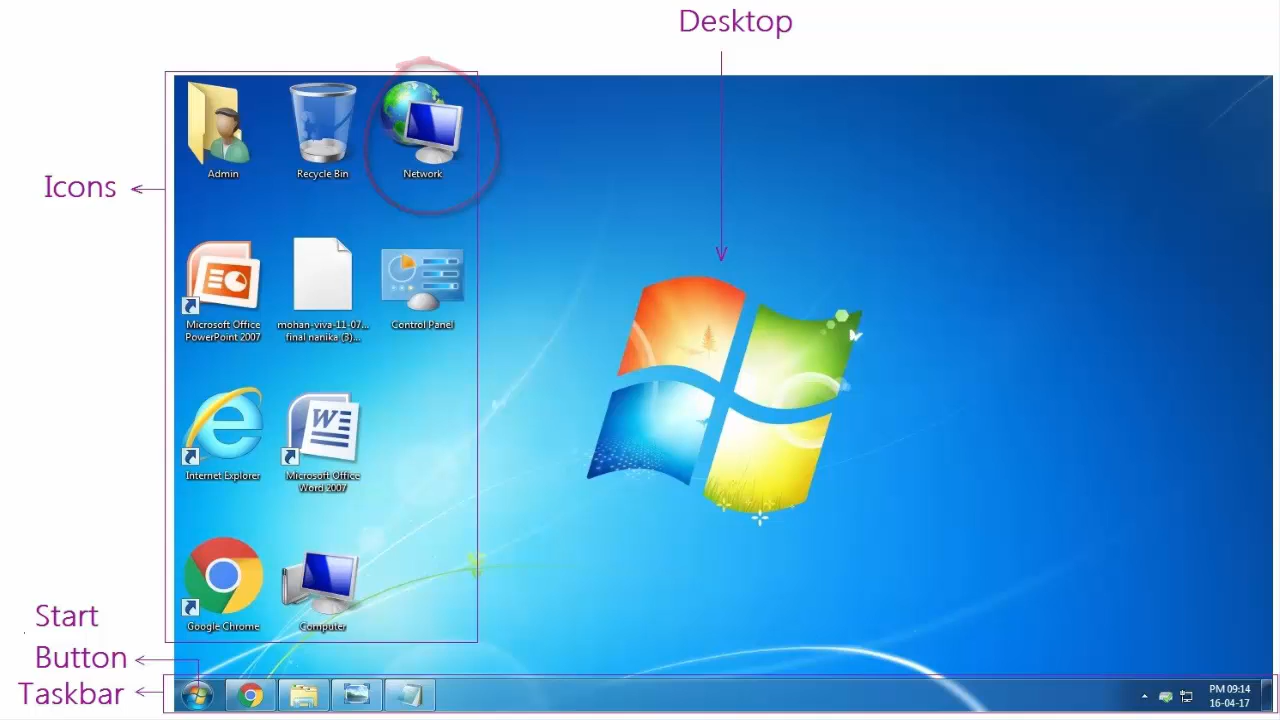 Desktop
Icons
Admin
Recycle Bin
Network
Microsoft Office
PowerPoint 2007
mohan-viva-11-07...
final nanika (3)...
Control Panel
Internet Explorer
Microsoft Office
Word 2007
Google Chrome
Computer
Start
Button
Taskbar
PM 09:14
16-04-17